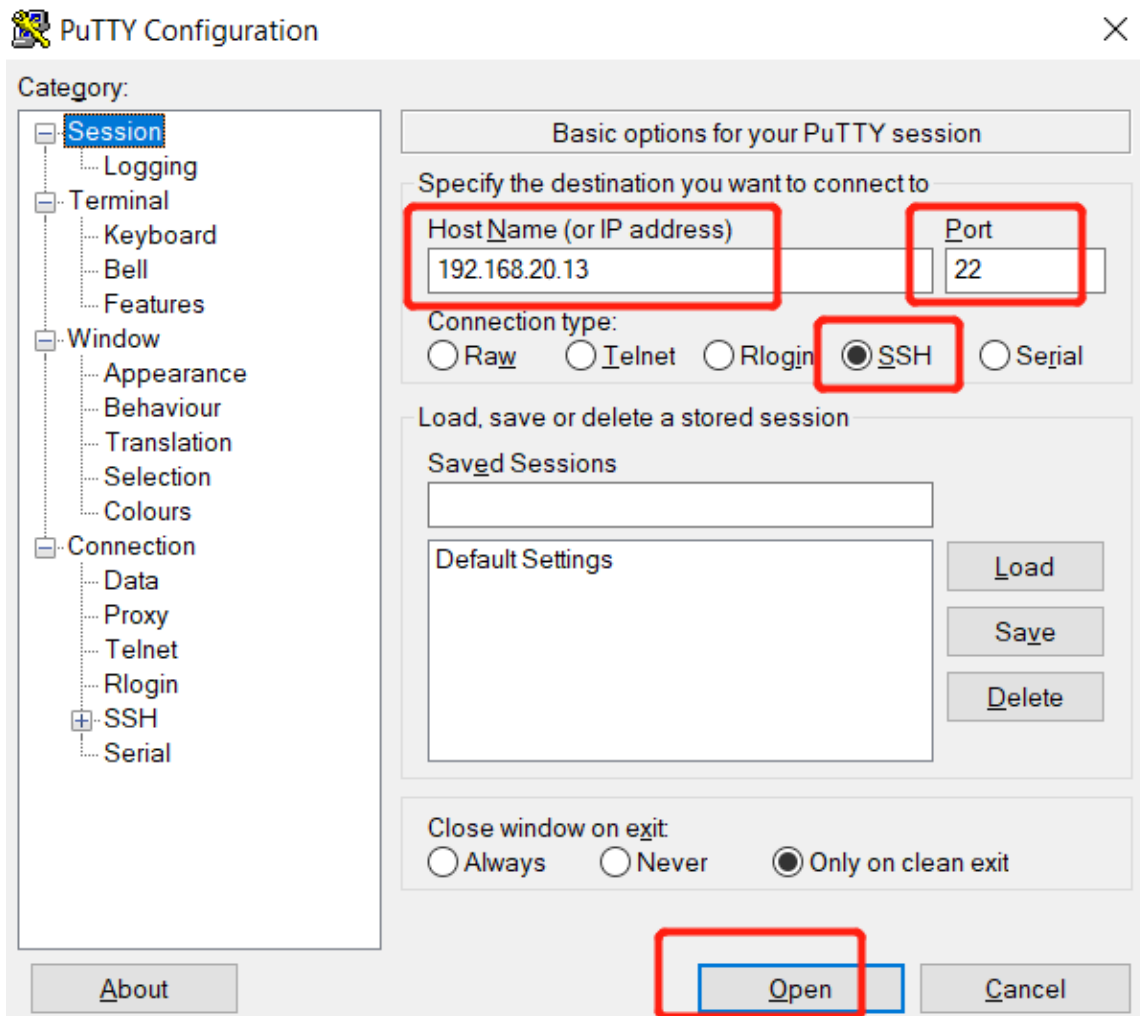 PuTTY Configuration
Category:
Session
Logging
Terminal
Keyboard
Bell
Features
Window
Appearance
Behaviour
Translation
Selection
Colours
Connection
Data
Proxy
Telnet
Rlogin
SSH
Serial
Basic options for your PuTTY session
Specify the destination you want to connect to
Host Name (or IP address) Port
192.168.20.13 22
Connection type:
Raw Telnet Rlogin SSH Serial
Load, save or delete a stored session
Saved Sessions
Default Settings
Load
Save
Delete
Close window on exit:
Always Never Only on clean exit
About Open Cancel